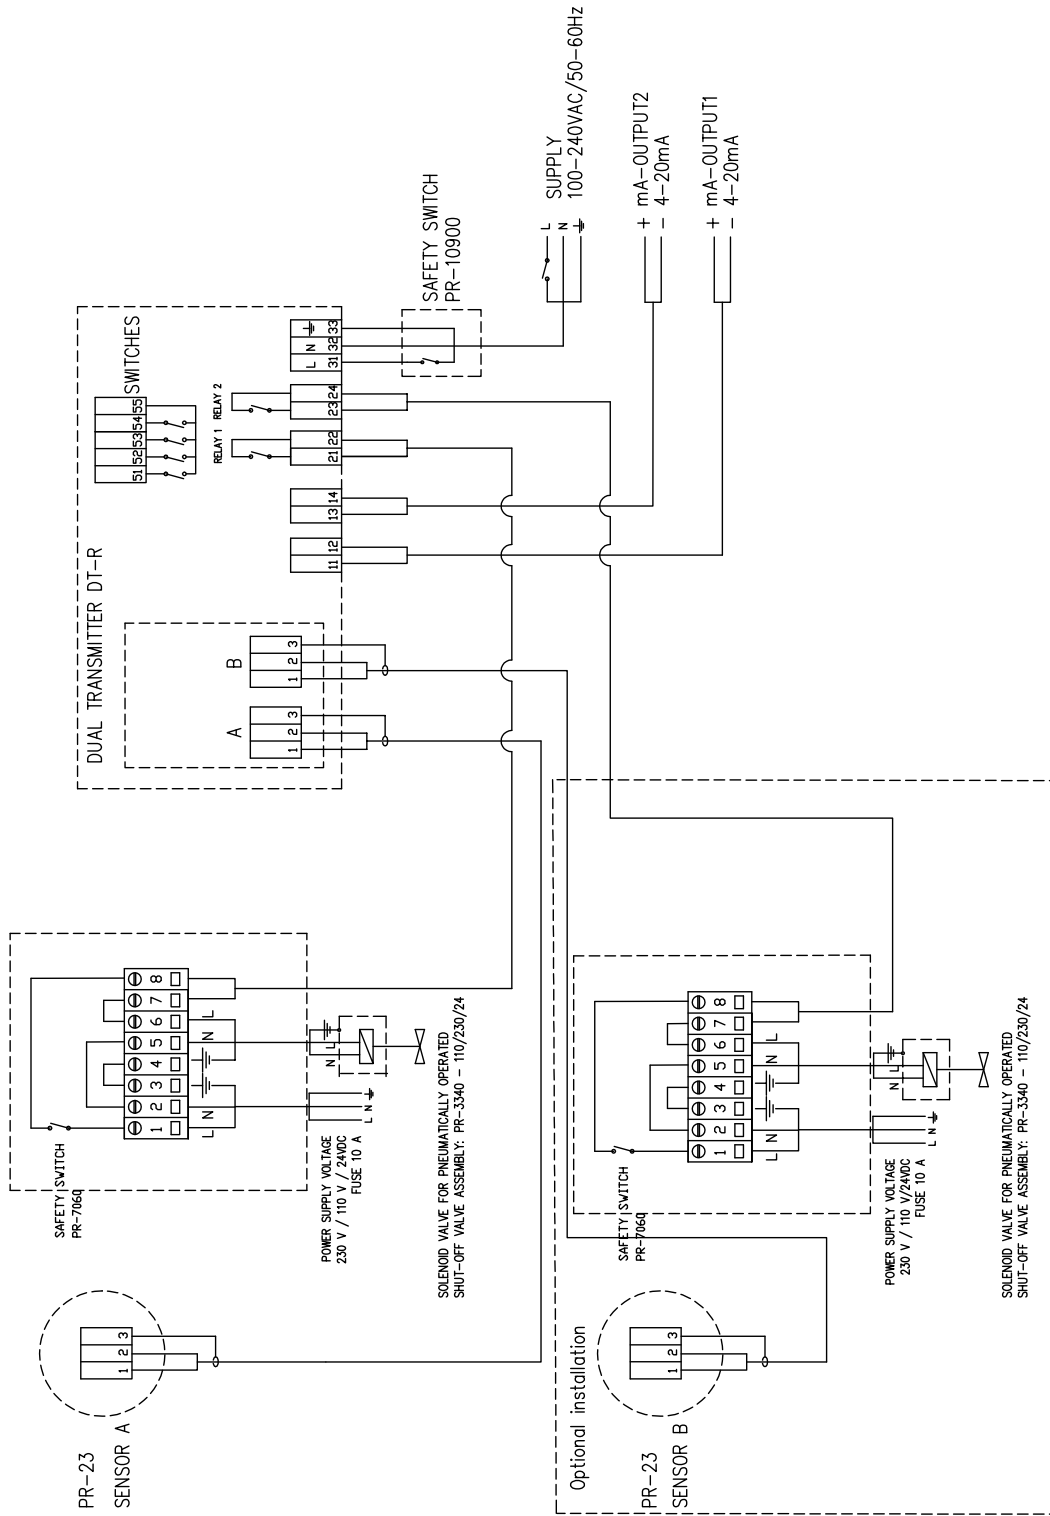 PR-23
SENSOR A
1 2 3
SAFETY SWITCH
PR-7060
1 2 3 4 5 6 7 8
L N N L
POWER SUPPLY VOLTAGE
230 V / 110 V / 24VDC
FUSE 10 A
L N
N L
SOLENOID VALVE FOR PNEUMATICALLY OPERATED
SHUT-OFF VALVE ASSEMBLY: PR-3340 - 110/230/24
DUAL TRANSMITTER DT-R
A
1 2 3
B
1 2 3
SWITCHES
51 52 53 54 55
RELAY 1 RELAY 2
11 12
13 14
21 22
23 24
L N
31 32 33
SAFETY SWITCH
PR-10900
L
N
SUPPLY
100-240VAC/50-60Hz
+ mA-OUTPUT2
- 4-20mA
+ mA-OUTPUT1
- 4-20mA
Optional installation
PR-23
SENSOR B
1 2 3
SAFETY SWITCH
PR-7060
1 2 3 4 5 6 7 8
L N N L
POWER SUPPLY VOLTAGE
230 V / 110 V/24VDC
FUSE 10 A
L N
N L
SOLENOID VALVE FOR PNEUMATICALLY OPERATED
SHUT-OFF VALVE ASSEMBLY: PR-3340 - 110/230/24